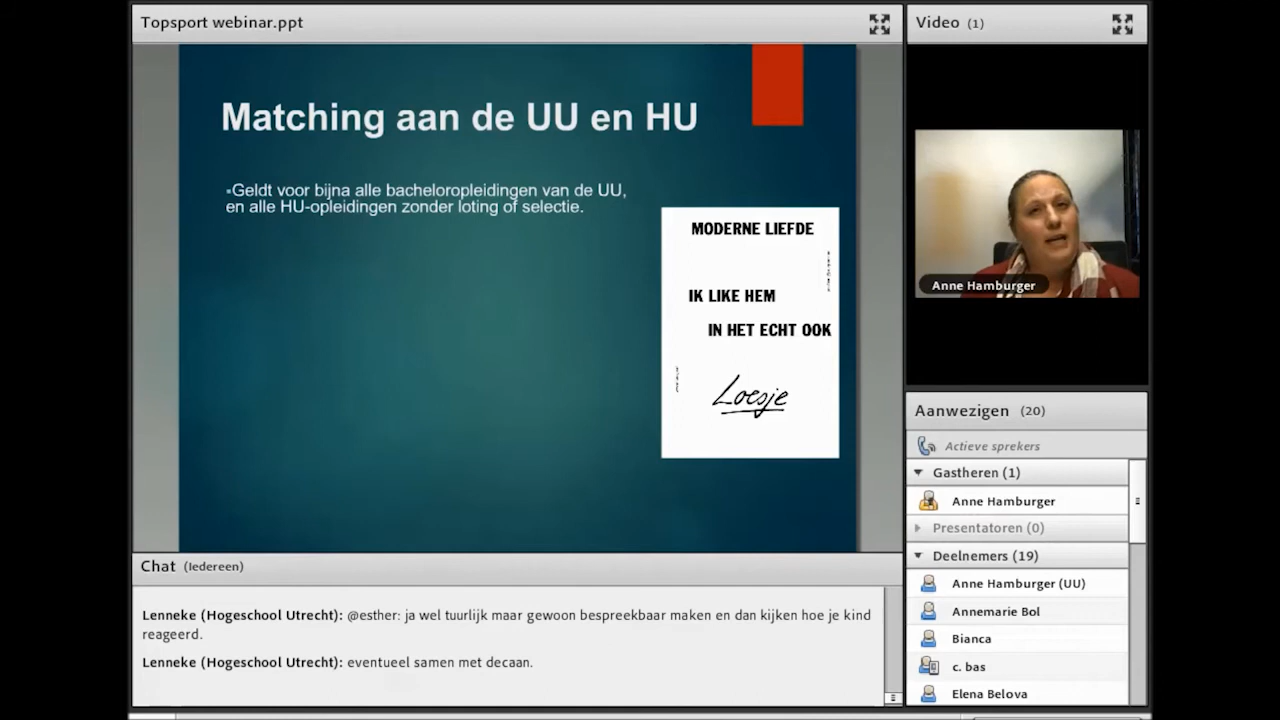 Topsport webinar.ppt
Matching aan de UU en HU
▪Geldt voor bijna alle bacheloropleidingen van de UU,
en alle HU-opleidingen zonder loting of selectie.
MODERNE LIEFDE
IK LIKE HEM
IN HET ECHT OOK
Loesje
Chat (Iedereen)
Lenneke (Hogeschool Utrecht): @esther: ja wel tuurlijk maar gewoon bespreekbaar maken en dan kijken hoe je kind
reageerd.
Lenneke (Hogeschool Utrecht): eventueel samen met decaan.
Video (1)
Anne Hamburger
Aanwezigen (20)
Actieve sprekers
Gastheren (1)
Anne Hamburger
Presentatoren (0)
Deelnemers (19)
Anne Hamburger (UU)
Annemarie Bol
Bianca
c. bas
Elena Belova